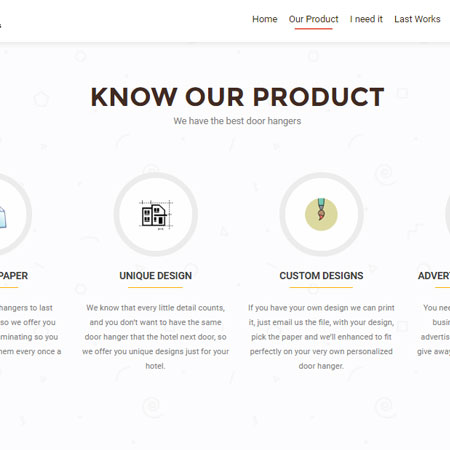 Home Our Product I need it Last Works
KNOW OUR PRODUCT
We have the best door hangers
PAPER
hangers to last
so we offer you
minating so you
hem every once a
UNIQUE DESIGN
We know that every little detail counts,
and you don't want to have the same
door hanger that the hotel next door, so
we offer you unique designs just for your
hotel.
CUSTOM DESIGNS
If you have your own design we can print
it, just email us the file, with your design,
pick the paper and we'll enhanced to fit
perfectly on your very own personalized
door hanger.
ADVER
You nee
busin
advertis
give away